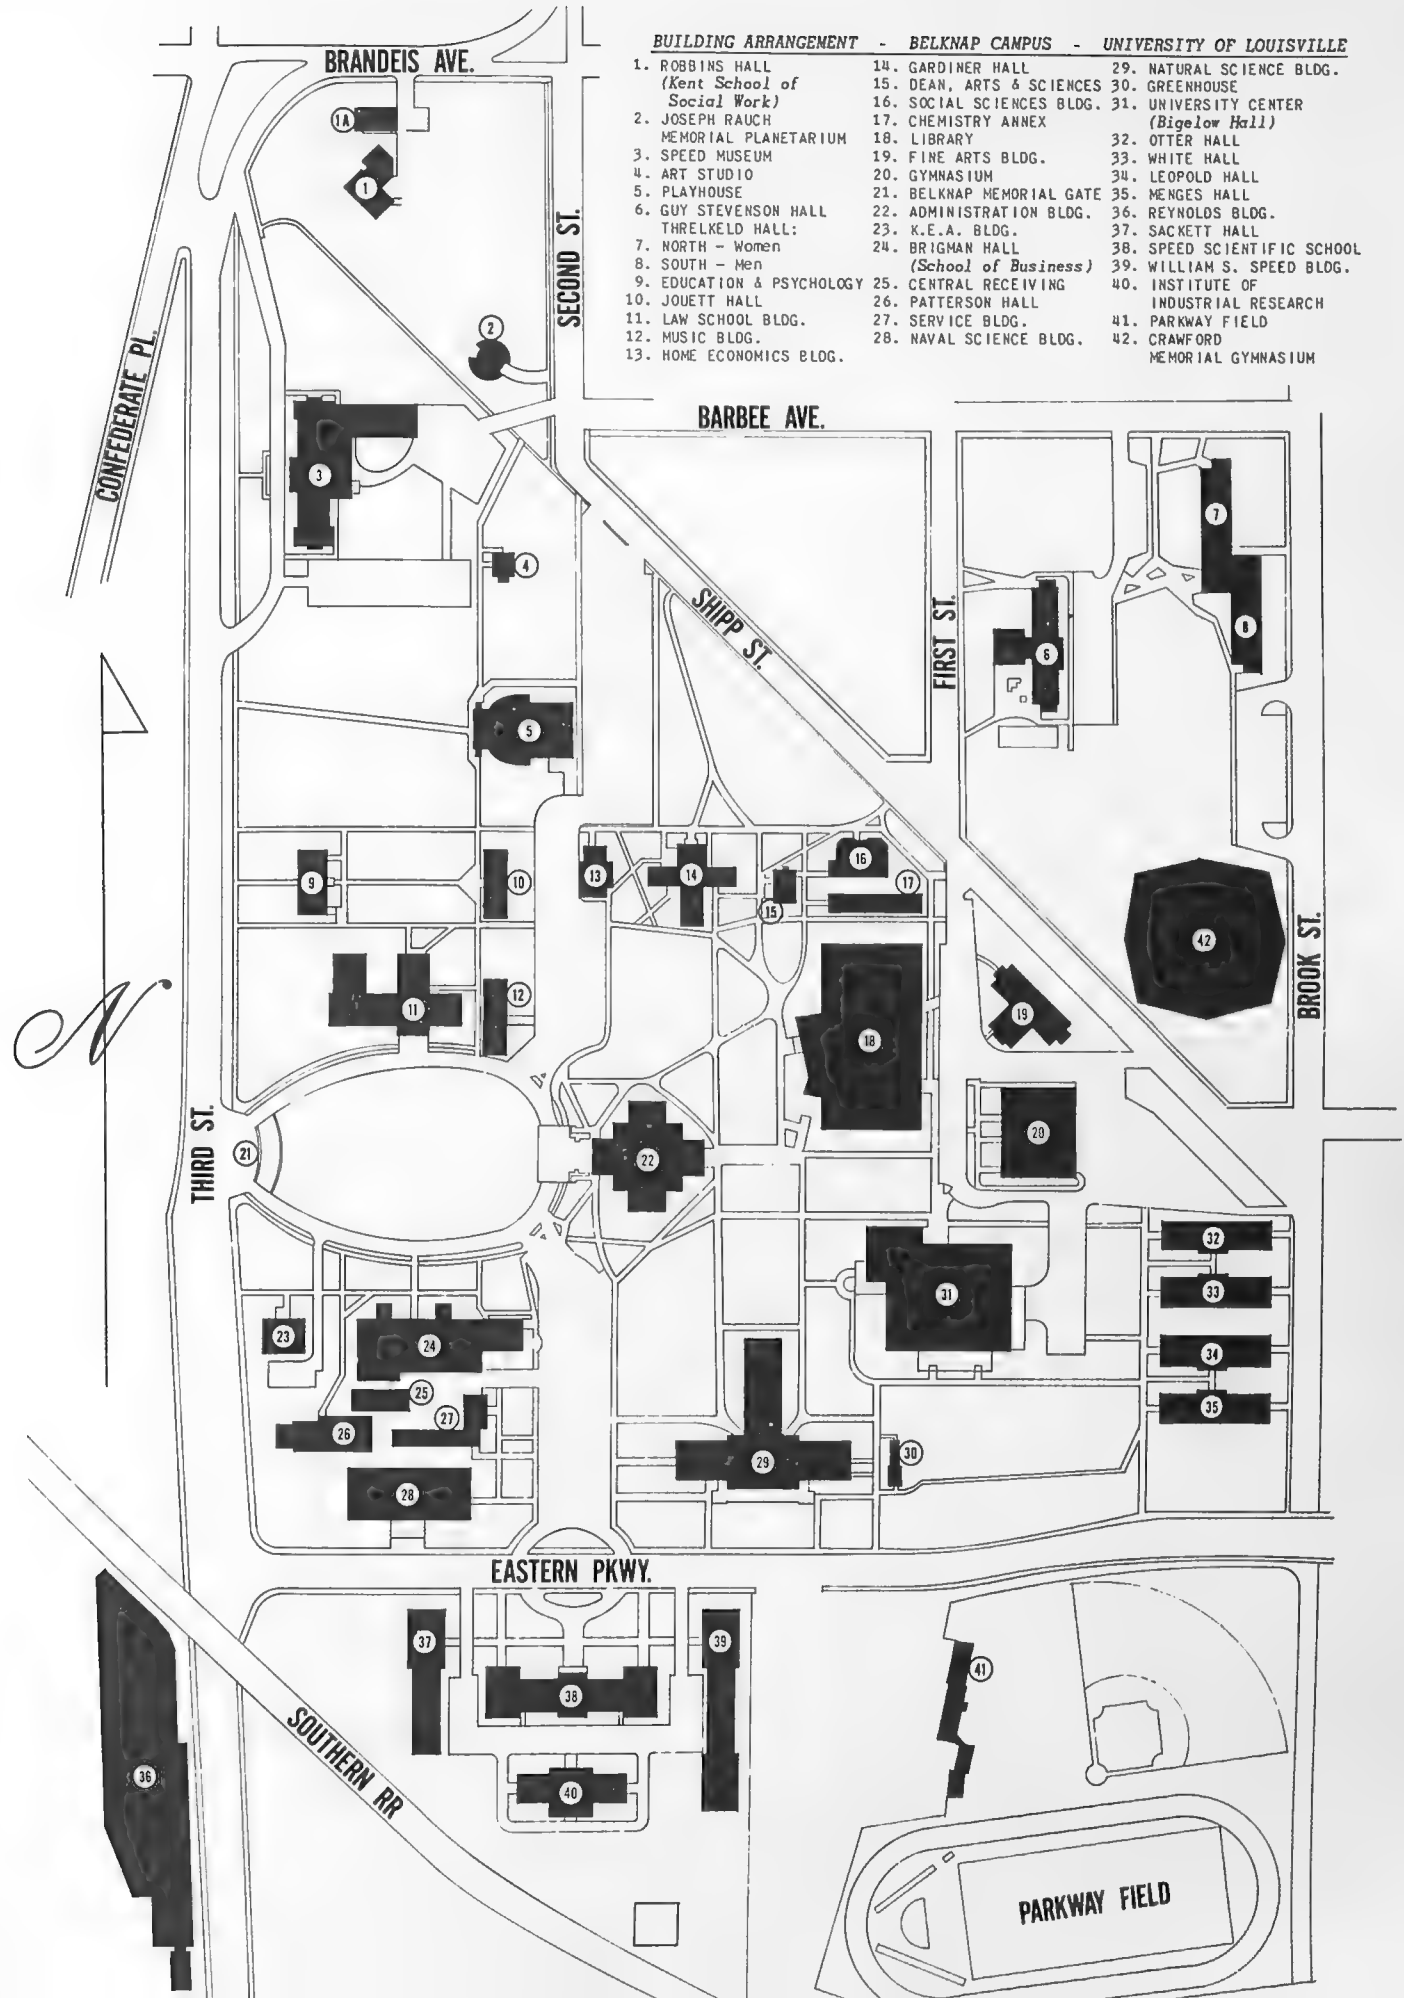 BUILDING ARRANGEMENT - BELKNAP CAMPUS - UNIVERSITY OF LOUISVILLE
1. ROBBINS HALL
(Kent School of
Social Work)
2. JOSEPH RAUCH
MEMORIAL PLANETARIUM
3. SPEED MUSEUM
4. ART STUDIO
5. PLAYHOUSE
6. GUY STEVENSON HALL
THRELKELD HALL:
7. NORTH - Women
8. SOUTH - Men
9. EDUCATION & PSYCHOLOGY
10. JOUETT HALL
11. LAW SCHOOL BLDG.
12. MUSIC BLDG.
13. HOME ECONOMICS BLDG.
14. GARDINER HALL
15. DEAN, ARTS & SCIENCES
16. SOCIAL SCIENCES BLDG.
17. CHEMISTRY ANNEX
18. LIBRARY
19. FINE ARTS BLDG.
20. GYMNASIUM
21. BELKNAP MEMORIAL GATE
22. ADMINISTRATION BLDG.
23. K.E.A. BLDG.
24. BRIGMAN HALL
(School of Business)
25. CENTRAL RECEIVING
26. PATTERSON HALL
27. SERVICE BLDG.
28. NAVAL SCIENCE BLDG.
29. NATURAL SCIENCE BLDG.
30. GREENHOUSE
31. UNIVERSITY CENTER
(Bigelow Hall)
32. OTTER HALL
33. WHITE HALL
34. LEOPOLD HALL
35. MENGES HALL
36. REYNOLDS BLDG.
37. SACKETT HALL
38. SPEED SCIENTIFIC SCHOOL
39. WILLIAM S. SPEED BLDG.
40. INSTITUTE OF
INDUSTRIAL RESEARCH
41. PARKWAY FIELD
42. CRAWFORD
MEMORIAL GYMNASIUM
BRANDEIS AVE.
1A
1
SECOND ST.
2
CONFEDERATE PL.
BARBEE AVE.
3
7
4
SHIPP ST.
FIRST ST.
8
6
5
9
10
13
14
15
16
17
42
BROOK ST.
11
12
18
19
N
THIRD ST.
21
22
20
31
32
33
34
35
23
24
25
26
27
28
29
30
EASTERN PKWY.
37
38
39
40
41
36
SOUTHERN RR
PARKWAY FIELD